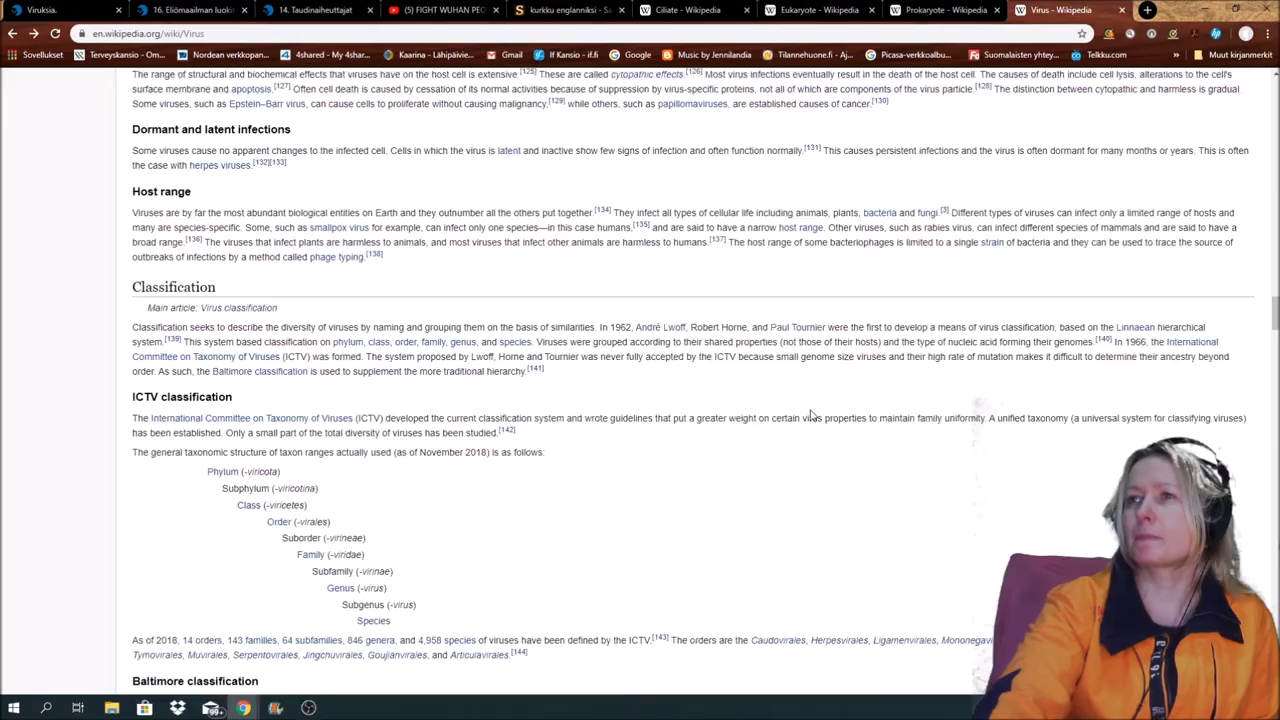 Viruksia.
16. Eliömaailman luokin
14. Taudinaiheuttajat
(5) FIGHT WUHAN PEO
kurkku englanniksi - Sa
Ciliate - Wikipedia
Eukaryote - Wikipedia
Prokaryote - Wikipedia
Virus - Wikipedia
en.wikipedia.org/wiki/Virus
Sovellukset
Terveyskansio - Om...
Nordean verkkopan...
4shared - My 4shar...
Kaarina - Lähipäivie...
Gmail
If Kansio - if.fi
Google
Music by Jennilandia
Tilannehuone.fi - Aj...
Picasa-verkkoalbu...
Suomalaisten yhtey...
Telkku.com
»
Muut kirjanmerkit
The range of structural and biochemical effects that viruses have on the host cell is extensive.[125] These are called cytopathic effects.[126] Most virus infections eventually result in the death of the host cell. The causes of death include cell lysis, alterations to the cell's
surface membrane and apoptosis.[127] Often cell death is caused by cessation of its normal activities because of suppression by virus-specific proteins, not all of which are components of the virus particle.[128] The distinction between cytopathic and harmless is gradual.
Some viruses, such as Epstein–Barr virus, can cause cells to proliferate without causing malignancy,[129] while others, such as papillomaviruses, are established causes of cancer.[130]
Dormant and latent infections
Some viruses cause no apparent changes to the infected cell. Cells in which the virus is latent and inactive show few signs of infection and often function normally.[131] This causes persistent infections and the virus is often dormant for many months or years. This is often
the case with herpes viruses.[132][133]
Host range
Viruses are by far the most abundant biological entities on Earth and they outnumber all the others put together.[134] They infect all types of cellular life including animals, plants, bacteria and fungi.[3] Different types of viruses can infect only a limited range of hosts and
many are species-specific. Some, such as smallpox virus for example, can infect only one species—in this case humans,[135] and are said to have a narrow host range. Other viruses, such as rabies virus, can infect different species of mammals and are said to have a
broad range.[136] The viruses that infect plants are harmless to animals, and most viruses that infect other animals are harmless to humans.[137] The host range of some bacteriophages is limited to a single strain of bacteria and they can be used to trace the source of
outbreaks of infections by a method called phage typing.[138]
Classification
Main article: Virus classification
Classification seeks to describe the diversity of viruses by naming and grouping them on the basis of similarities. In 1962, André Lwoff, Robert Horne, and Paul Tournier were the first to develop a means of virus classification, based on the Linnaean hierarchical
system.[139] This system based classification on phylum, class, order, family, genus, and species. Viruses were grouped according to their shared properties (not those of their hosts) and the type of nucleic acid forming their genomes.[140] In 1966, the International
Committee on Taxonomy of Viruses (ICTV) was formed. The system proposed by Lwoff, Horne and Tournier was never fully accepted by the ICTV because small genome size viruses and their high rate of mutation makes it difficult to determine their ancestry beyond
order. As such, the Baltimore classification is used to supplement the more traditional hierarchy.[141]
ICTV classification
The International Committee on Taxonomy of Viruses (ICTV) developed the current classification system and wrote guidelines that put a greater weight on certain virus properties to maintain family uniformity. A unified taxonomy (a universal system for classifying viruses)
has been established. Only a small part of the total diversity of viruses has been studied.[142]
The general taxonomic structure of taxon ranges actually used (as of November 2018) is as follows:
Phylum (-viricota)
Subphylum (-viricotina)
Class (-viricetes)
Order (-virales)
Suborder (-virineae)
Family (-viridae)
Subfamily (-virinae)
Genus (-virus)
Subgenus (-virus)
Species
As of 2018, 14 orders, 143 families, 64 subfamilies, 846 genera, and 4,958 species of viruses have been defined by the ICTV.[143] The orders are the Caudovirales, Herpesvirales, Ligamenvirales, Mononegavi
Tymovirales, Muvirales, Serpentovirales, Jingchuvirales, Goujianvirales, and Articulavirales.[144]
Baltimore classification
99+